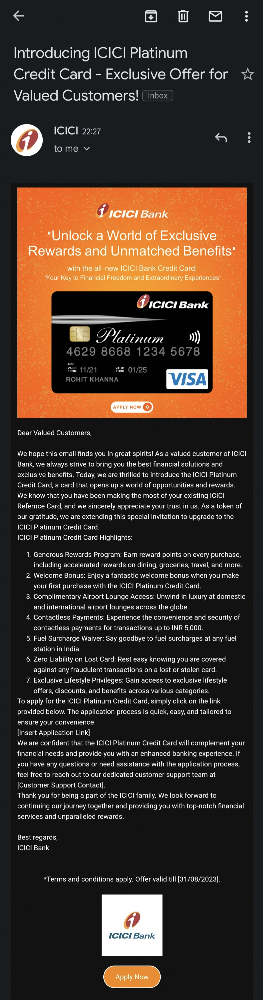 Introducing ICICI Platinum
Credit Card - Exclusive Offer for
Valued Customers! Inbox
ICICI 22:27
to me
ICICI Bank
"Unlock a World of Exclusive
Rewards and Unmatched Benefits"
with the all-new ICICI Bank Credit Card!
'Your Key to Financial Freedom and Extraordinary Experiences"
ICICI Bank
Platinum
4629 8668 1234 5678
4629
VALID FROM 11/21 VALID THRU 01/25
ROHIT KHANNA
VISA
APPLY NOW
Dear Valued Customers,
We hope this email finds you in great spirits! As a valued customer of ICICI
Bank, we always strive to bring you the best financial solutions and
exclusive benefits. Today, we are thrilled to introduce the ICICI Platinum
Credit Card, a card that opens up a world of opportunities and rewards.
We know that you have been making the most of your existing ICICI
Refernce Card, and we sincerely appreciate your trust in us. As a token of
our gratitude, we are extending this special invitation to upgrade to the
ICICI Platinum Credit Card.
ICICI Platinum Credit Card Highlights:
1. Generous Rewards Program: Earn reward points on every purchase,
including accelerated rewards on dining, groceries, travel, and more.
2. Welcome Bonus: Enjoy a fantastic welcome bonus when you make
your first purchase with the ICICI Platinum Credit Card.
3. Complimentary Airport Lounge Access: Unwind in luxury at domestic
and international airport lounges across the globe.
4. Contactless Payments: Experience the convenience and security of
contactless payments for transactions up to INR 5,000.
5. Fuel Surcharge Waiver: Say goodbye to fuel surcharges at any fuel
station in India.
6. Zero Liability on Lost Card: Rest easy knowing you are covered
against any fraudulent transactions on a lost or stolen card.
7. Exclusive Lifestyle Privileges: Gain access to exclusive lifestyle
offers, discounts, and benefits across various categories.
To apply for the ICICI Platinum Credit Card, simply click on the link
provided below. The application process is quick, easy, and tailored to
ensure your convenience.
[Insert Application Link]
We are confident that the ICICI Platinum Credit Card will complement your
financial needs and provide you with an enhanced banking experience. If
you have any questions or need assistance with the application process,
feel free to reach out to our dedicated customer support team at
[Customer Support Contact].
Thank you for being a part of the ICICI family. We look forward to
continuing our journey together and providing you with top-notch financial
services and unparalleled rewards.
Best regards,
ICICI Bank
*Terms and conditions apply. Offer valid till [31/08/2023].
ICICI Bank
Apply Now